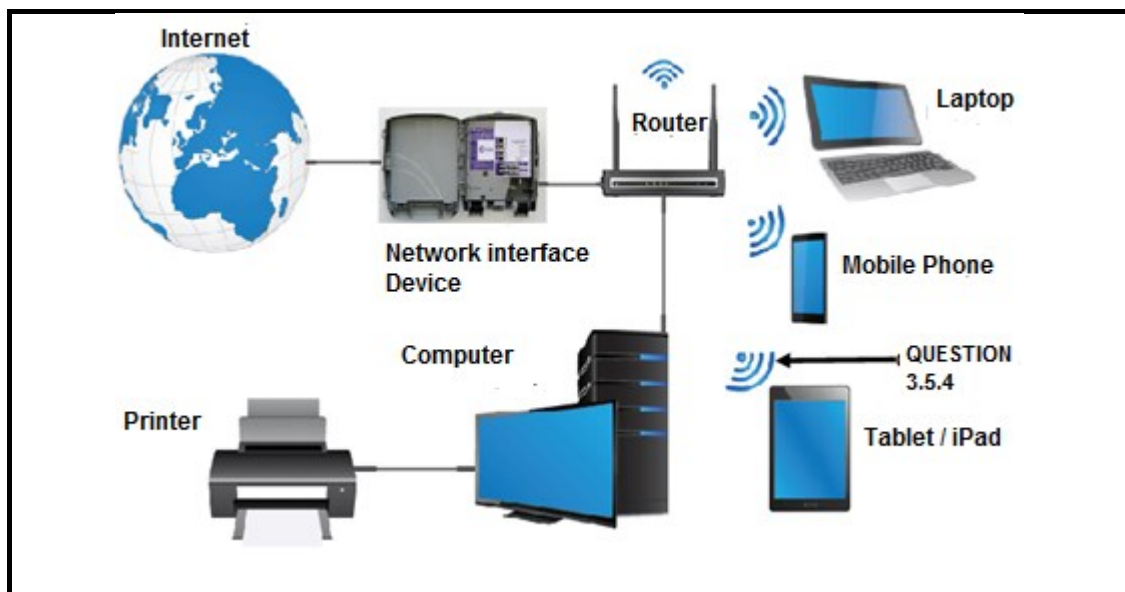 Internet
Router
Laptop
Network interface
Device
Mobile Phone
Computer
QUESTION
3.5.4
Printer
Tablet / iPad